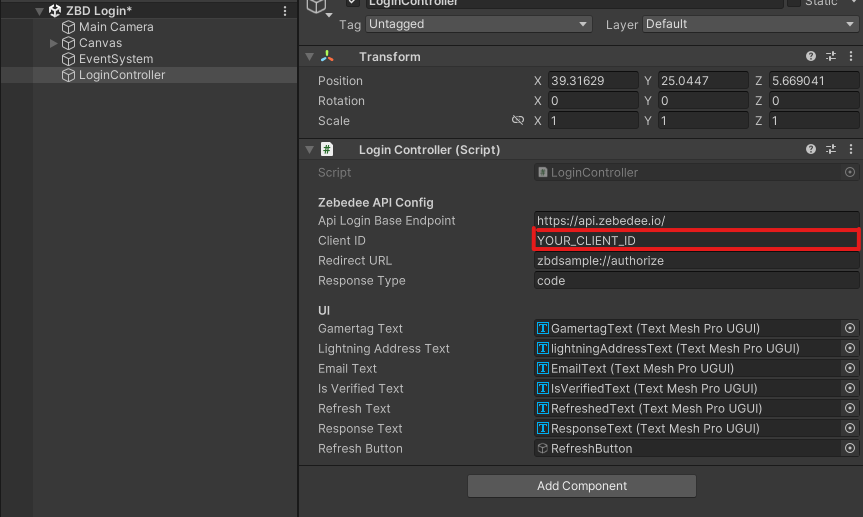 ZBD Login*
Main Camera
Canvas
EventSystem
LoginController
LoginController Static
Tag Untagged Layer Default
Transform
Position X 39.31629 Y 25.0447 Z 5.669041
Rotation X 0 Y 0 Z 0
Scale X 1 Y 1 Z 1
# Login Controller (Script)
Script # LoginController
Zebedee API Config
Api Login Base Endpoint https://api.zebedee.io/
Client ID YOUR_CLIENT_ID
Redirect URL zbdsample://authorize
Response Type code
UI
Gamertag Text T GamertagText (Text Mesh Pro UGUI)
Lightning Address Text T lightningAddressText (Text Mesh Pro UGUI)
Email Text T EmailText (Text Mesh Pro UGUI)
Is Verified Text T IsVerifiedText (Text Mesh Pro UGUI)
Refresh Text T RefreshedText (Text Mesh Pro UGUI)
Response Text T ResponseText (Text Mesh Pro UGUI)
Refresh Button RefreshButton
Add Component